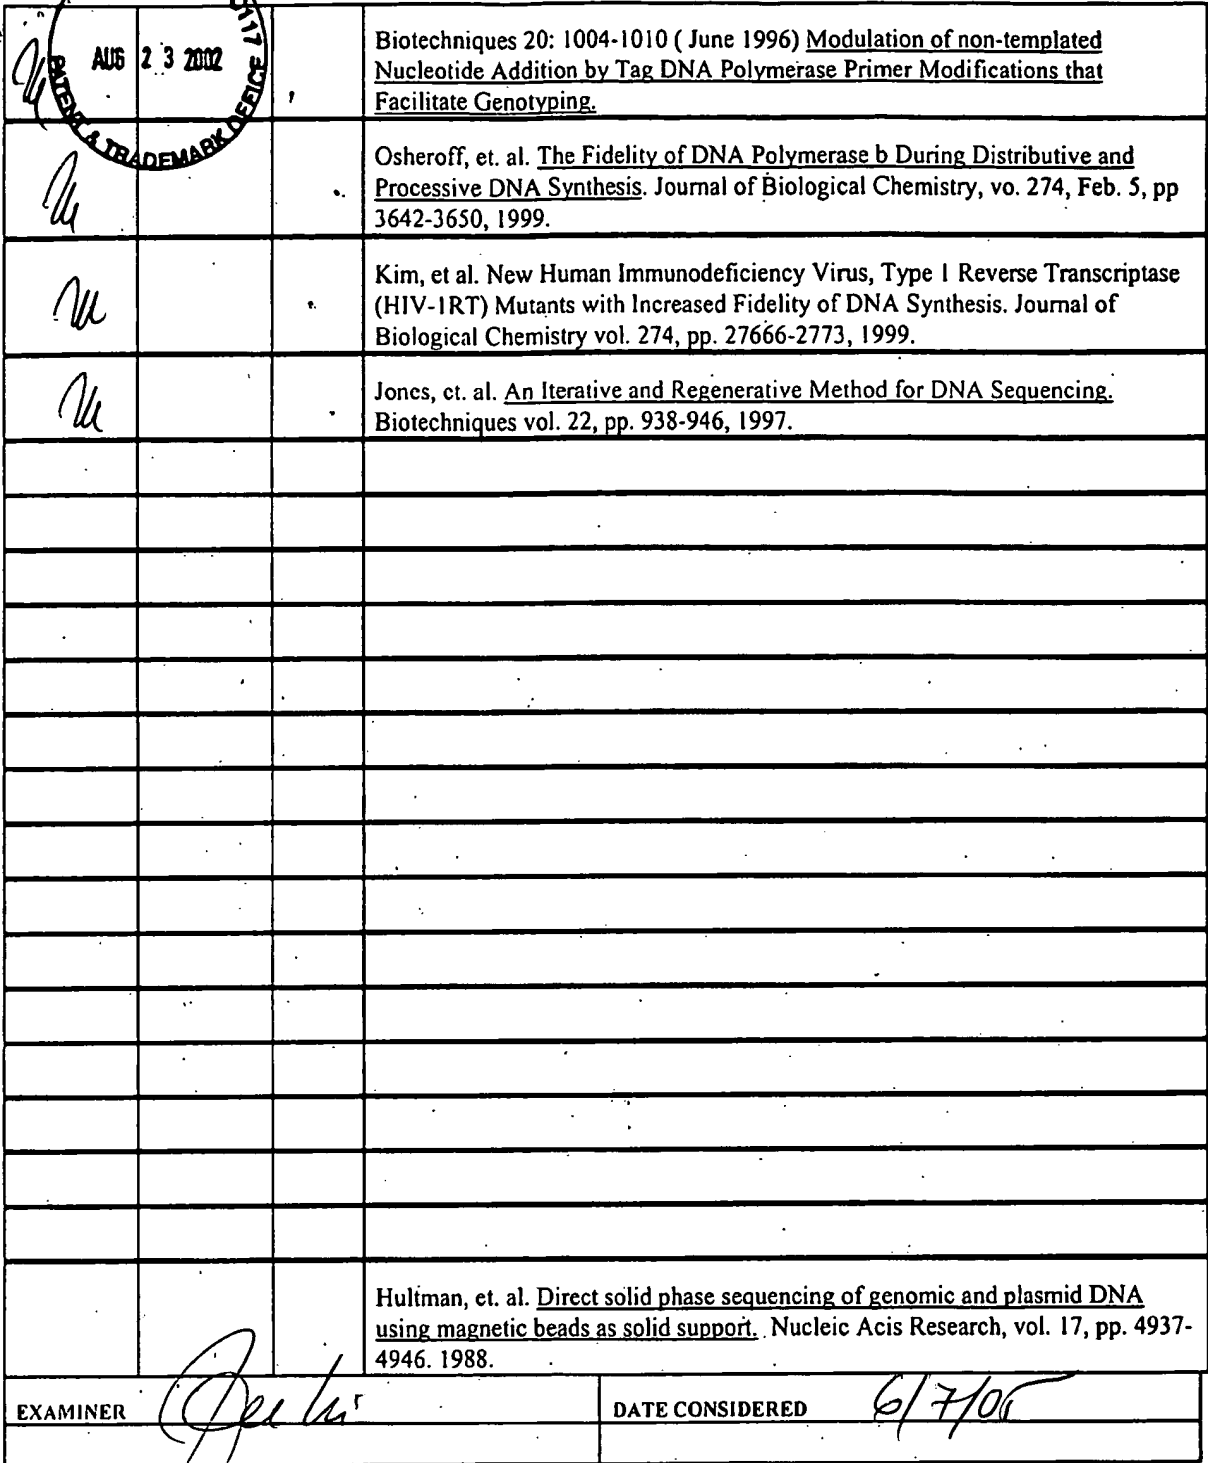 AUG 23 2002
PATENT & TRADEMARK OFFICE
Biotechniques 20: 1004-1010 ( June 1996) Modulation of non-templated
Nucleotide Addition by Tag DNA Polymerase Primer Modifications that
Facilitate Genotyping.
Osheroff, et. al. The Fidelity of DNA Polymerase b During Distributive and
Processive DNA Synthesis. Journal of Biological Chemistry, vo. 274, Feb. 5, pp
3642-3650, 1999.
Kim, et al. New Human Immunodeficiency Virus, Type 1 Reverse Transcriptase
(HIV-1RT) Mutants with Increased Fidelity of DNA Synthesis. Journal of
Biological Chemistry vol. 274, pp. 27666-2773, 1999.
Jones, et. al. An Iterative and Regenerative Method for DNA Sequencing.
Biotechniques vol. 22, pp. 938-946, 1997.
Hultman, et. al. Direct solid phase sequencing of genomic and plasmid DNA
using magnetic beads as solid support. Nucleic Acis Research, vol. 17, pp. 4937-
4946. 1988.
EXAMINER
DATE CONSIDERED